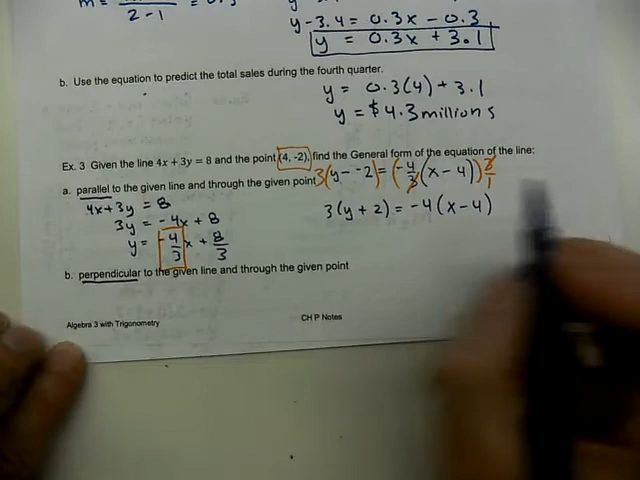 m = 2 - 1
y - 3.4 = 0.3x - 0.3
y = 0.3x + 3.1
b. Use the equation to predict the total sales during the fourth quarter.
y = 0.3(4) + 3.1
y = $4.3 millions
Ex. 3 Given the line 4x + 3y = 8 and the point (4, -2), find the General form of the equation of the line:
a. parallel to the given line and through the given point
3(y - -2) = (-4/3(x - 4)) 3/1
4x + 3y = 8
3y = -4x + 8
y = -4/3 x + 8/3
3(y + 2) = -4(x - 4)
b. perpendicular to the given line and through the given point
Algebra 3 with Trigonometry
CH P Notes